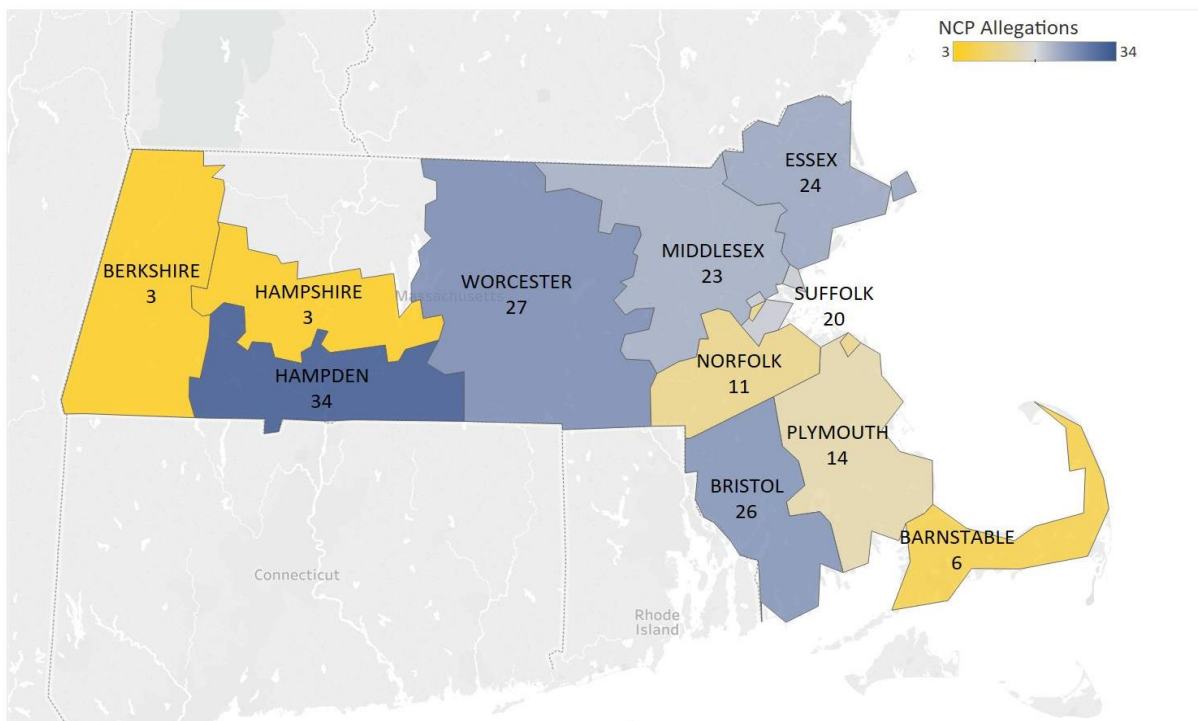 NCP Allegations
3 34
ESSEX
24
MIDDLESEX
23
BERKSHIRE
3
HAMPSHIRE
3
Massachusetts
WORCESTER
27
SUFFOLK
20
HAMPDEN
34
NORFOLK
11
PLYMOUTH
14
BRISTOL
26
BARNSTABLE
6
Connecticut
Rhode
Island